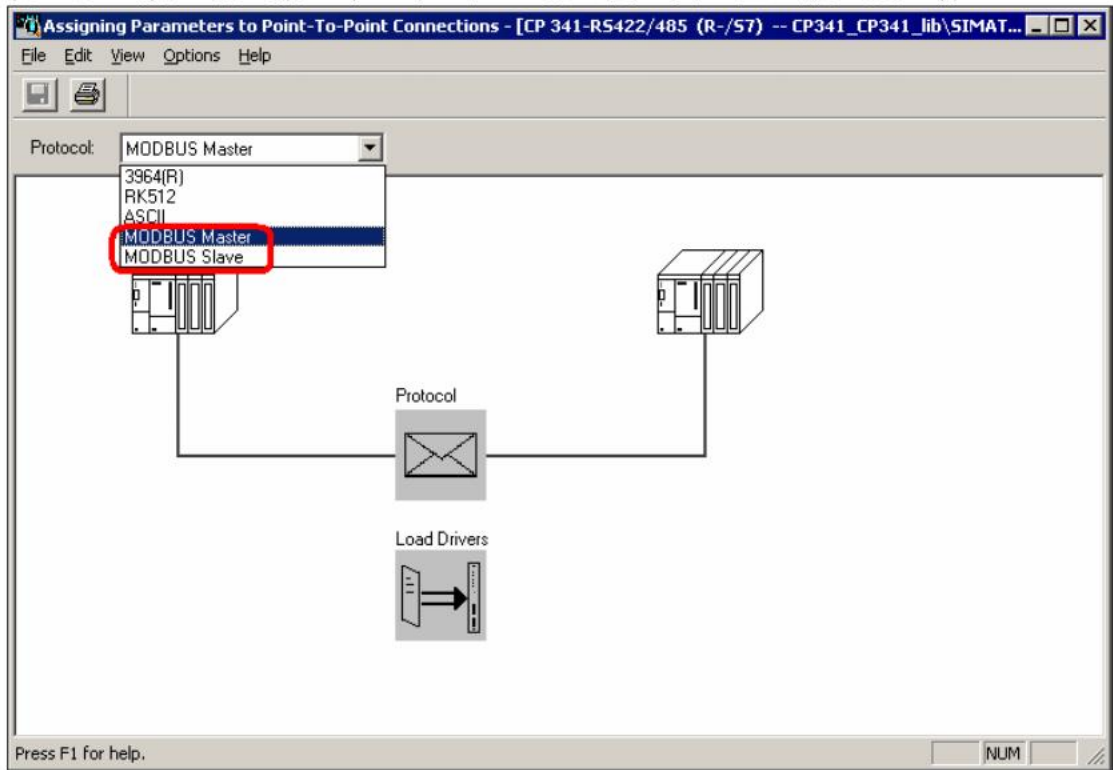 Assigning Parameters to Point-To-Point Connections - [CP 341-RS422/485 (R-/S7) -- CP341_CP341_lib\SIMAT...
File Edit View Options Help
Protocol: MODBUS Master
3964(R)
RK512
ASCII
MODBUS Master
MODBUS Slave
Protocol
Load Drivers
Press F1 for help. NUM